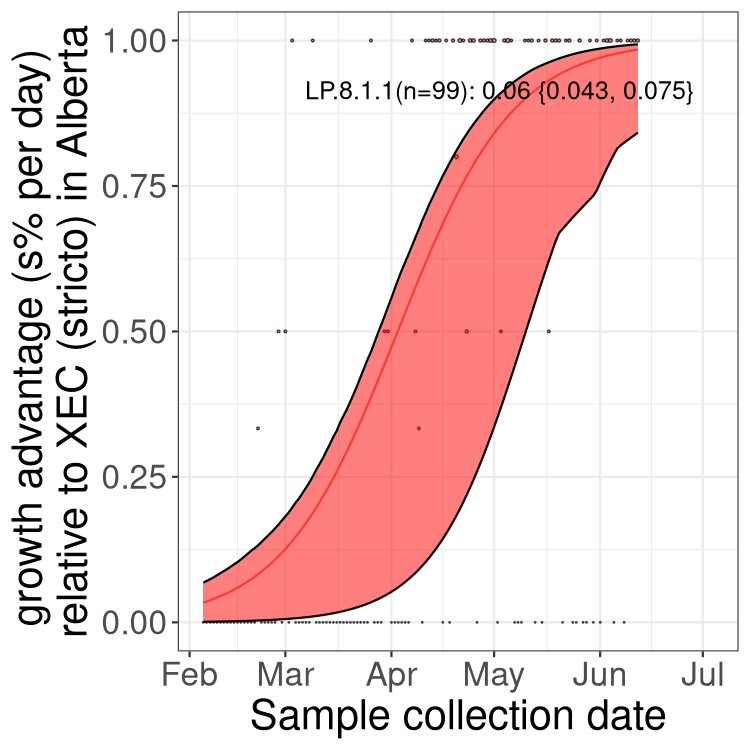 growth advantage (s% per day)
relative to XEC (stricto) in Alberta
1.00
0.75
0.50
0.25
0.00
LP.8.1.1(n=99): 0.06 {0.043, 0.075}
Feb Mar Apr May Jun Jul
Sample collection date